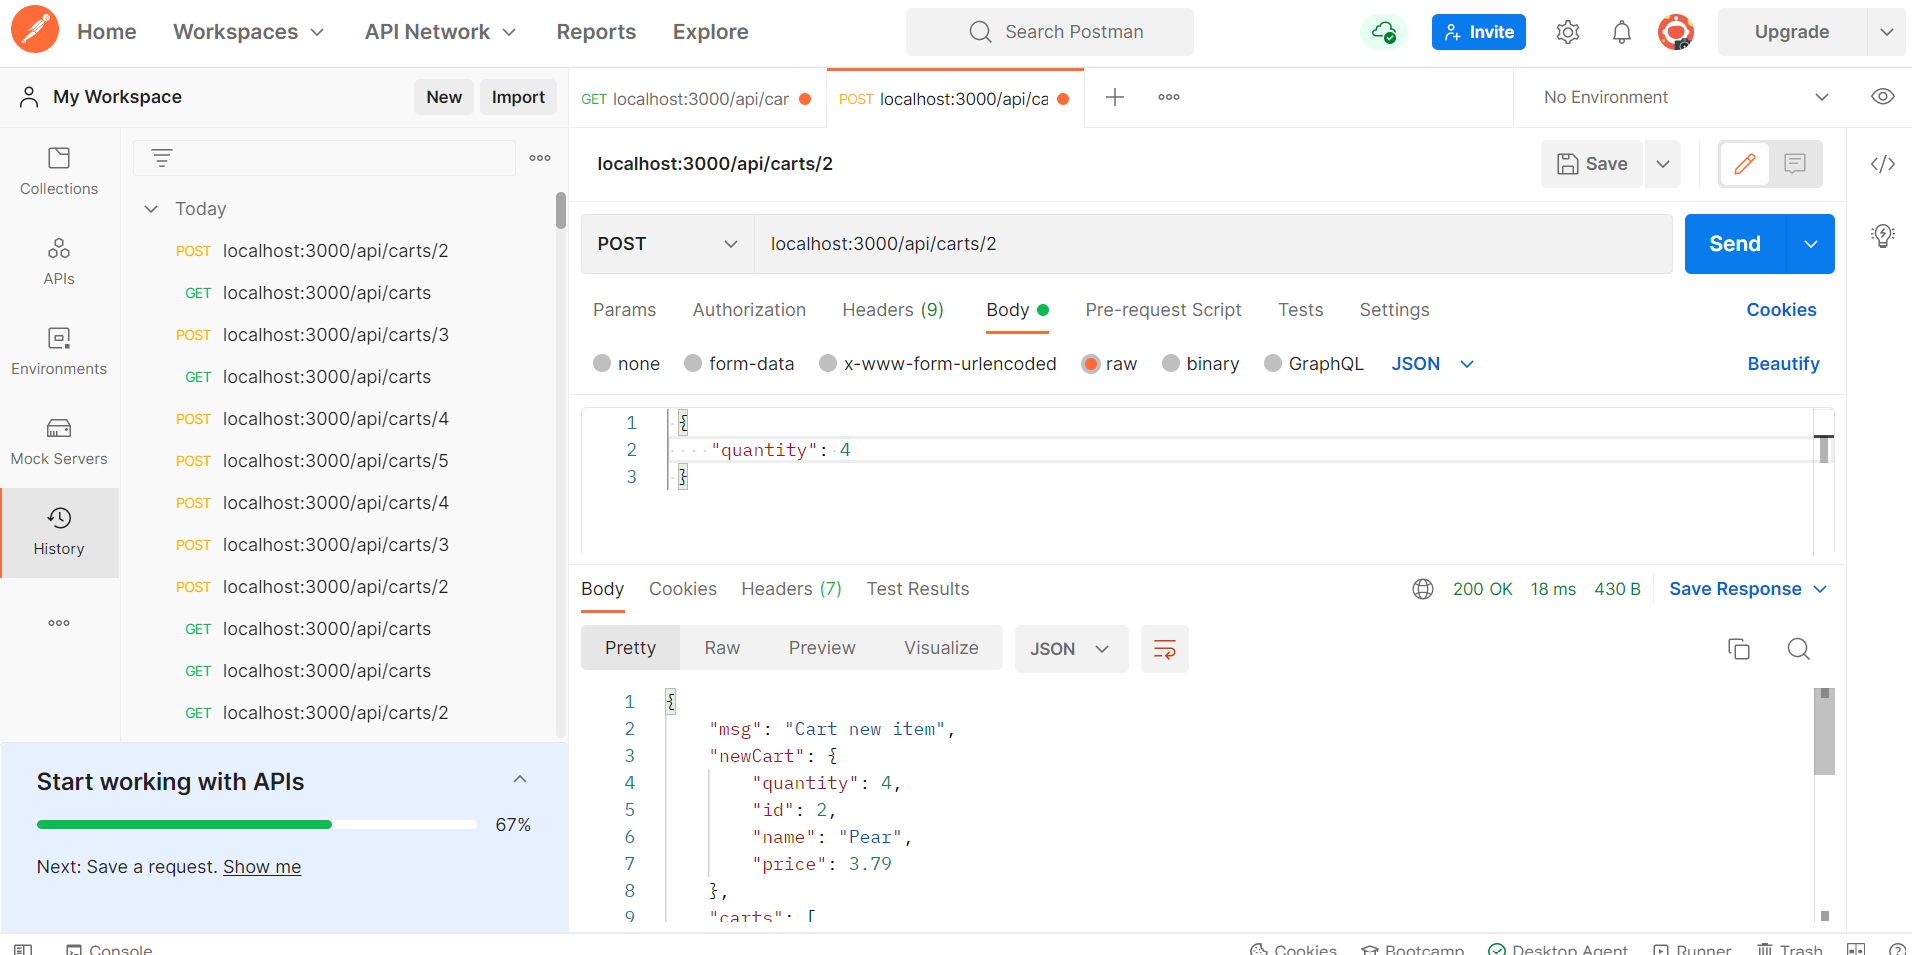 Home Workspaces API Network Reports Explore Search Postman Invite Upgrade
My Workspace New Import
GET localhost:3000/api/car POST localhost:3000/api/ca No Environment
Collections
APIs
Environments
Mock Servers
History
Today
POST localhost:3000/api/carts/2
GET localhost:3000/api/carts
POST localhost:3000/api/carts/3
GET localhost:3000/api/carts
POST localhost:3000/api/carts/4
POST localhost:3000/api/carts/5
POST localhost:3000/api/carts/4
POST localhost:3000/api/carts/3
POST localhost:3000/api/carts/2
GET localhost:3000/api/carts
GET localhost:3000/api/carts
GET localhost:3000/api/carts/2
Start working with APIs
67%
Next: Save a request. Show me
localhost:3000/api/carts/2 Save
POST localhost:3000/api/carts/2 Send
Params Authorization Headers (9) Body Pre-request Script Tests Settings Cookies
none form-data x-www-form-urlencoded raw binary GraphQL JSON Beautify
1 {
2 "quantity": 4
3 }
Body Cookies Headers (7) Test Results 200 OK 18 ms 430 B Save Response
Pretty Raw Preview Visualize JSON
1 {
2 "msg": "Cart new item",
3 "newCart": {
4 "quantity": 4,
5 "id": 2,
6 "name": "Pear",
7 "price": 3.79
8 },
9 "carts": [
Console Cookies Bootcamp Desktop Agent Runner Trash